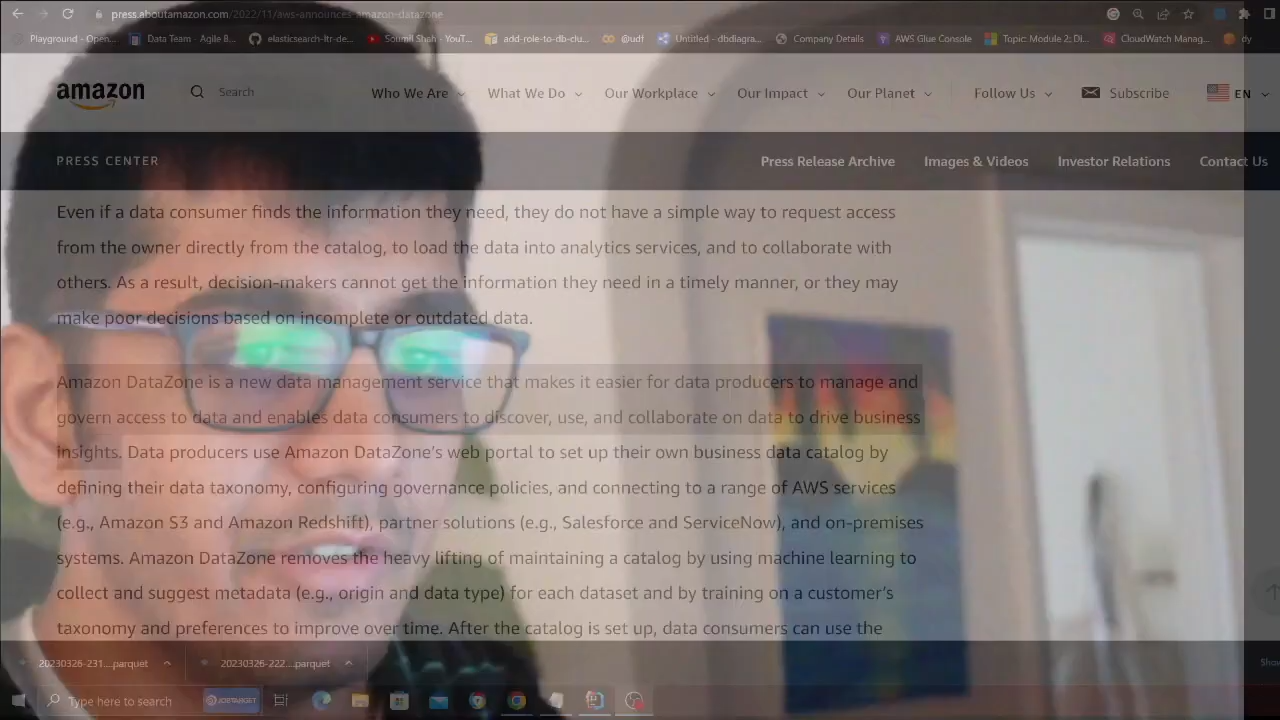 press.aboutamazon.com/2022/11/aws-announces-amazon-datazone
Playground - Open... Data Team - Agile B... elasticsearch-ltr-de... Soumil Shah - YouT... add-role-to-db-clu... @udf Untitled - dbdiagra... Company Details AWS Glue Console Topic: Module 2; DI... CloudWatch Manag... dy
amazon Search Who We Are What We Do Our Workplace Our Impact Our Planet Follow Us Subscribe EN
PRESS CENTER Press Release Archive Images & Videos Investor Relations Contact Us
Even if a data consumer finds the information they need, they do not have a simple way to request access
from the owner directly from the catalog, to load the data into analytics services, and to collaborate with
others. As a result, decision-makers cannot get the information they need in a timely manner, or they may
make poor decisions based on incomplete or outdated data.
Amazon DataZone is a new data management service that makes it easier for data producers to manage and
govern access to data and enables data consumers to discover, use, and collaborate on data to drive business
insights. Data producers use Amazon DataZone’s web portal to set up their own business data catalog by
defining their data taxonomy, configuring governance policies, and connecting to a range of AWS services
(e.g., Amazon S3 and Amazon Redshift), partner solutions (e.g., Salesforce and ServiceNow), and on-premises
systems. Amazon DataZone removes the heavy lifting of maintaining a catalog by using machine learning to
collect and suggest metadata (e.g., origin and data type) for each dataset and by training on a customer’s
taxonomy and preferences to improve over time. After the catalog is set up, data consumers can use the
20230326-231....parquet 20230326-222....parquet Show
Type here to search JOB TARGET